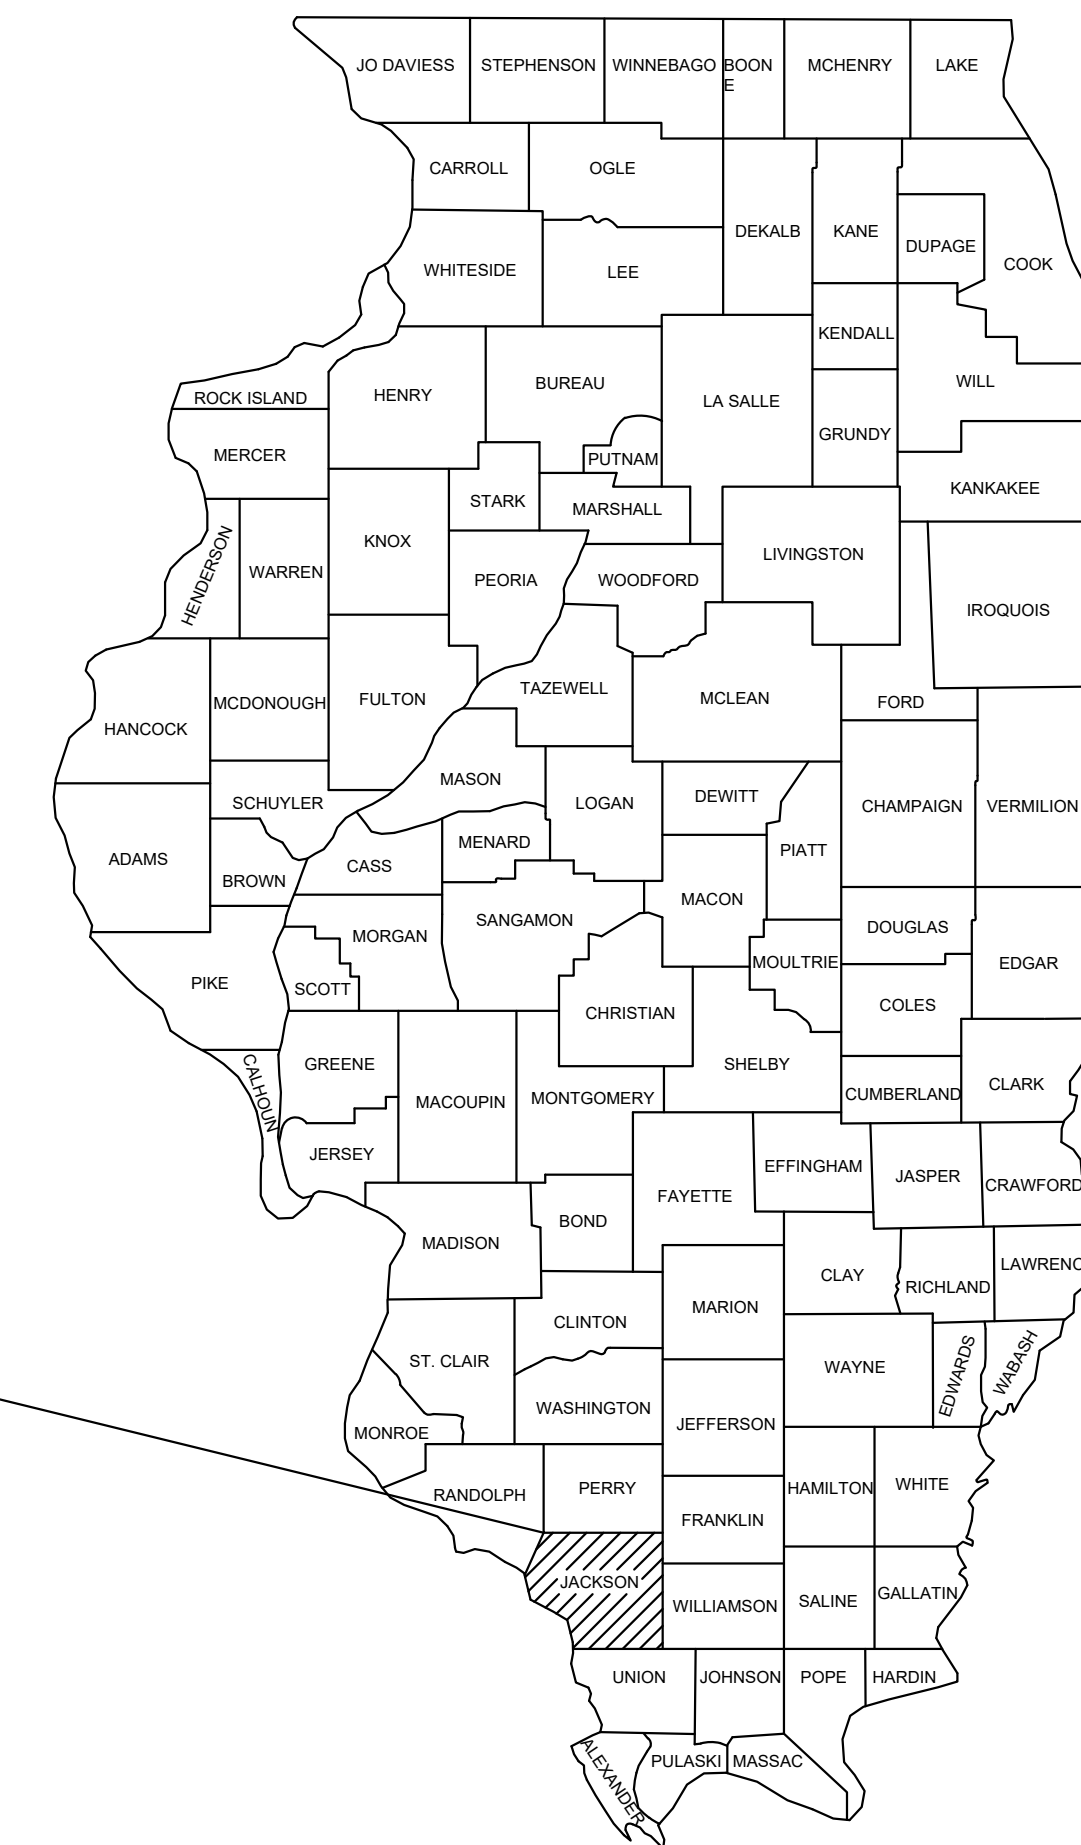 JO DAVIESS
STEPHENSON
WINNEBAGO
BOON
E
MCHENRY
LAKE
CARROLL
OGLE
DEKALB
KANE
DUPAGE
COOK
WHITESIDE
LEE
KENDALL
WILL
ROCK ISLAND
HENRY
BUREAU
LA SALLE
GRUNDY
MERCER
PUTNAM
KANKAKEE
STARK
MARSHALL
HENDERSON
WARREN
KNOX
PEORIA
WOODFORD
LIVINGSTON
IROQUOIS
HANCOCK
MCDONOUGH
FULTON
TAZEWELL
MCLEAN
FORD
SCHUYLER
MASON
LOGAN
DEWITT
CHAMPAIGN
VERMILION
ADAMS
BROWN
CASS
MENARD
PIATT
MACON
SANGAMON
MORGAN
DOUGLAS
MOULTRIE
EDGAR
PIKE
SCOTT
CHRISTIAN
COLES
GREENE
CALHOUN
MACOUPIN
MONTGOMERY
SHELBY
CUMBERLAND
CLARK
JERSEY
FAYETTE
EFFINGHAM
JASPER
CRAWFORD
MADISON
BOND
CLAY
RICHLAND
LAWRENC
CLINTON
MARION
ST. CLAIR
WAYNE
EDWARDS
WABASH
WASHINGTON
JEFFERSON
MONROE
RANDOLPH
PERRY
HAMILTON
WHITE
FRANKLIN
JACKSON
WILLIAMSON
SALINE
GALLATIN
UNION
JOHNSON
POPE
HARDIN
ALEXANDER
PULASKI
MASSAC